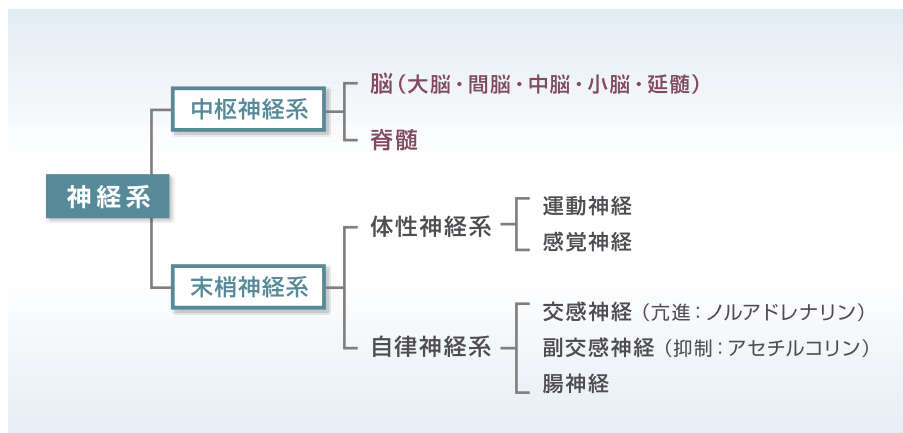 神経系
中枢神経系
脳（大脳・間脳・中脳・小脳・延髄）
脊髄
末梢神経系
体性神経系
運動神経
感覚神経
自律神経系
交感神経（亢進：ノルアドレナリン）
副交感神経（抑制：アセチルコリン）
腸神経